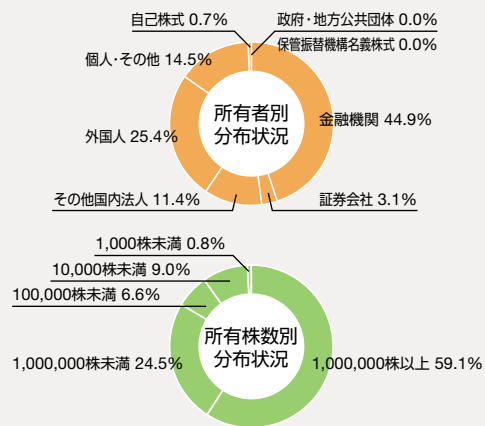 自己株式 0.7%
政府・地方公共団体 0.0%
保管振替機構名義株式 0.0%
個人・その他 14.5%
金融機関 44.9%
所有者別
分布状況
外国人 25.4%
その他国内法人 11.4%
証券会社 3.1%
1,000株未満 0.8%
10,000株未満 9.0%
100,000株未満 6.6%
所有株数別
分布状況
1,000,000株未満 24.5%
1,000,000株以上 59.1%